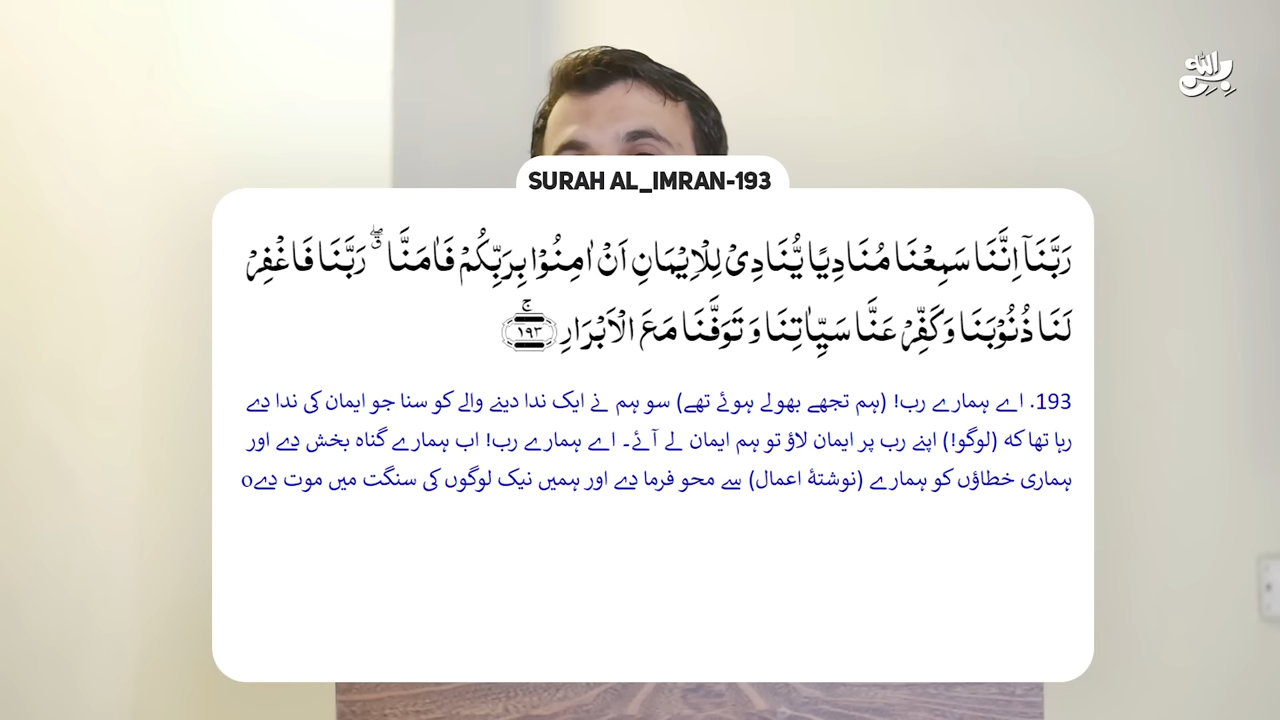 SURAH AL_IMRAN-193
رَبَّنَاۤ اِنَّنَا سَمِعْنَا مُنَادِیًا یُّنَادِیْ لِلْاِیْمَانِ اَنْ اٰمِنُوْا بِرَبِّكُمْ فَاٰمَنَّا ۖۗ رَبَّنَا فَاغْفِرْ
لَنَا ذُنُوْبَنَا وَ كَفِّرْ عَنَّا سَیِّاٰتِنَا وَ تَوَفَّنَا مَعَ الْاَبْرَارِ ۚ‏﴿۱۹۳﴾
193. اے ہمارے رب! (ہم تجھے بھولے ہوئے تھے) سو ہم نے ایک ندا دینے والے کو سنا جو ایمان کی ندا دے
رہا تھا کہ (لوگو!) اپنے رب پر ایمان لاؤ تو ہم ایمان لے آئے۔ اے ہمارے رب! اب ہمارے گناہ بخش دے اور
ہماری خطاؤں کو ہمارے (نوشتۂ اعمال) سے محو فرما دے اور ہمیں نیک لوگوں کی سنگت میں موت دےo